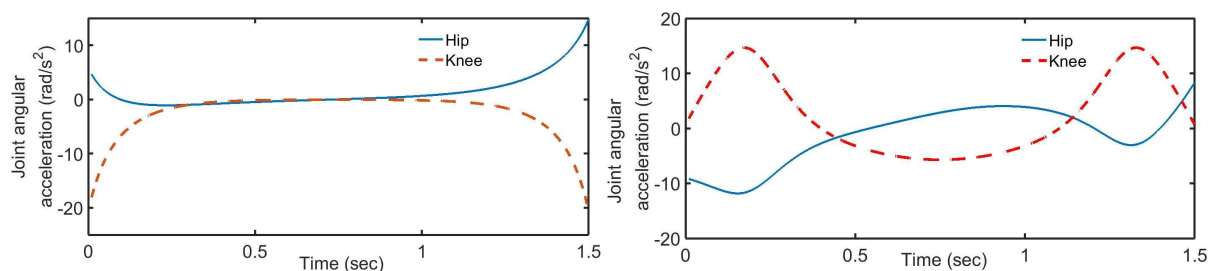 Joint angular
acceleration (rad/s²)
10
0
-10
-20
Hip
Knee
0
0.5
1
1.5
Time (sec)
Joint angular
acceleration (rad/s²)
20
10
0
-10
-20
Hip
Knee
0
0.5
1
1.5
Time (sec)